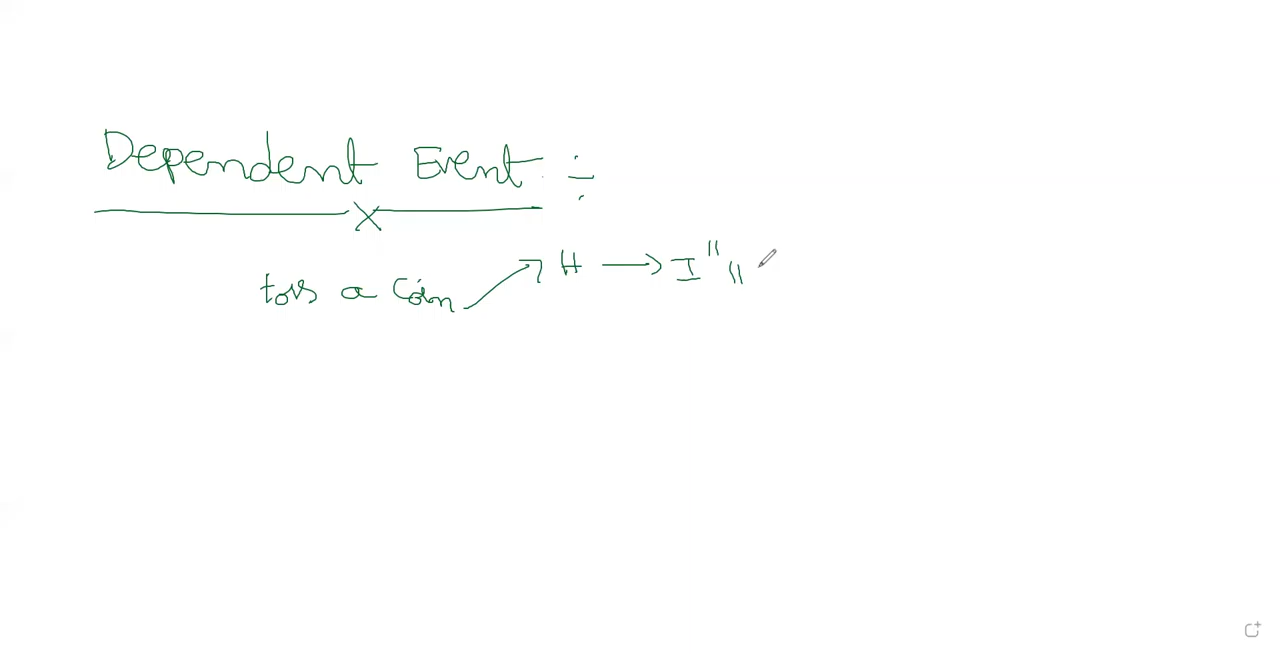 Dependent Event :-
toss a Coin → H → I" "